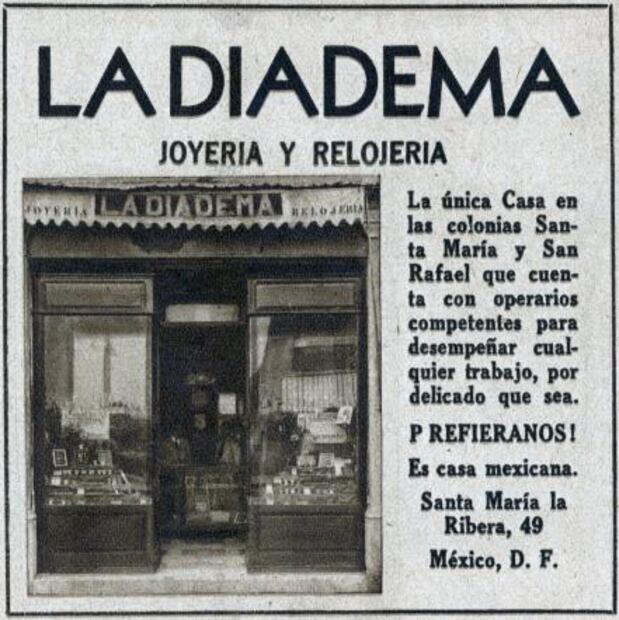 LA DIADEMA
JOYERIA Y RELOJERIA
JOYERIA LA DIADEMA RELOJERIA
La única Casa en
las colonias San-
ta María y San
Rafael que cuen-
ta con operarios
competentes para
desempeñar cual-
quier trabajo, por
delicado que sea.
PREFIERANOS!
Es casa mexicana.
Santa María la
Ribera, 49
México, D. F.